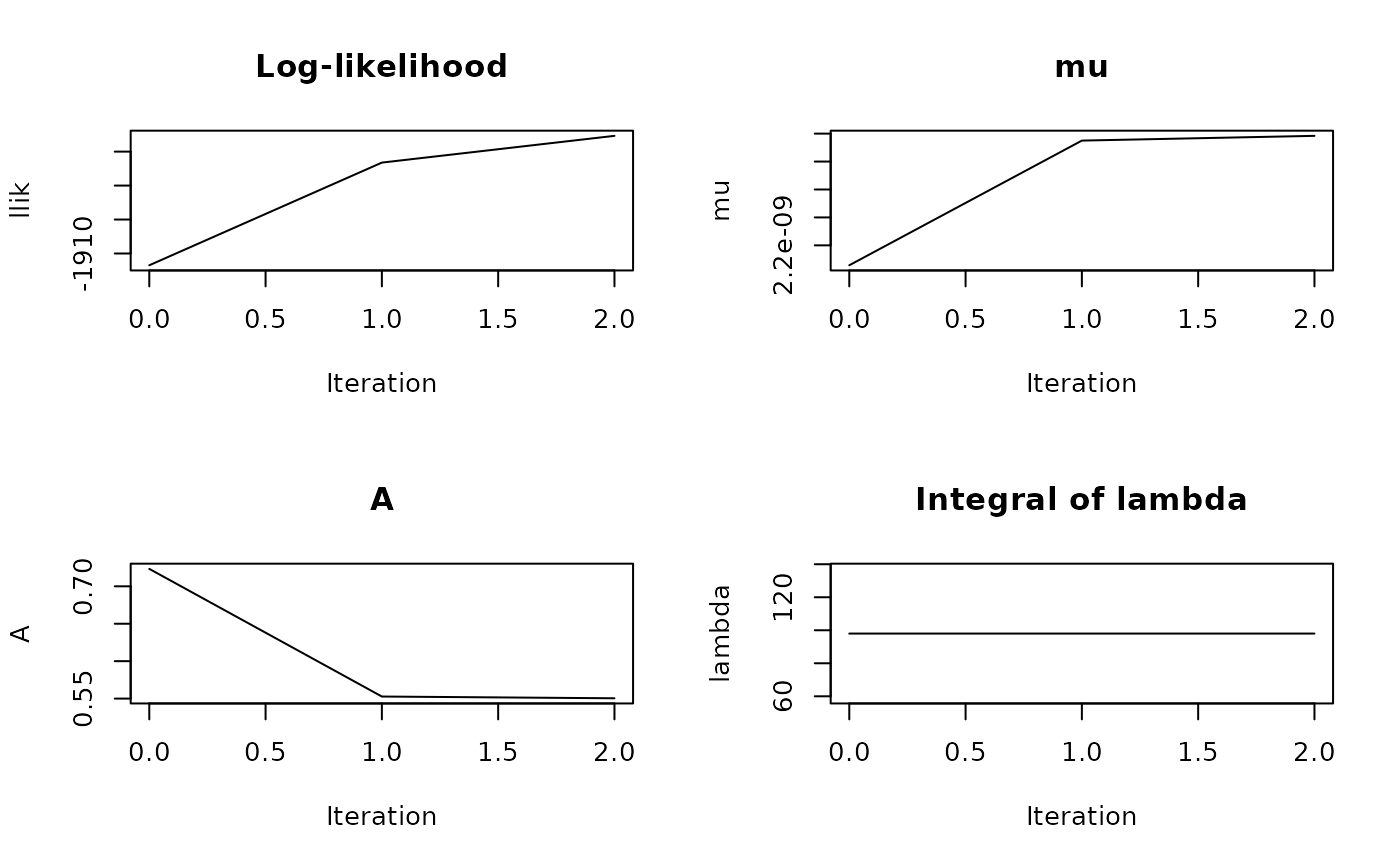 Log-likelihood
llik
-1910
0.0 0.5 1.0 1.5 2.0
Iteration
mu
mu
2.2e-09
0.0 0.5 1.0 1.5 2.0
Iteration
A
A
0.70
0.55
0.0 0.5 1.0 1.5 2.0
Iteration
Integral of lambda
lambda
120
60
0.0 0.5 1.0 1.5 2.0
Iteration